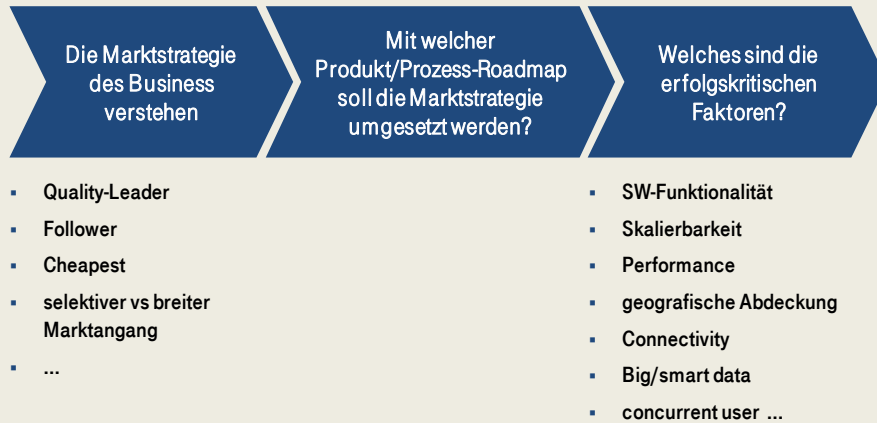 Die Marktstrategie
des Business
verstehen
Mit welcher
Produkt/Prozess-Roadmap
soll die Marktstrategie
umgesetzt werden?
Welches sind die
erfolgskritischen
Faktoren?
▪ Quality-Leader
▪ Follower
▪ Cheapest
▪ selektiver vs breiter
Marktangang
▪ ...
▪ SW-Funktionalität
▪ Skalierbarkeit
▪ Performance
▪ geografische Abdeckung
▪ Connectivity
▪ Big/smart data
▪ concurrent user ...